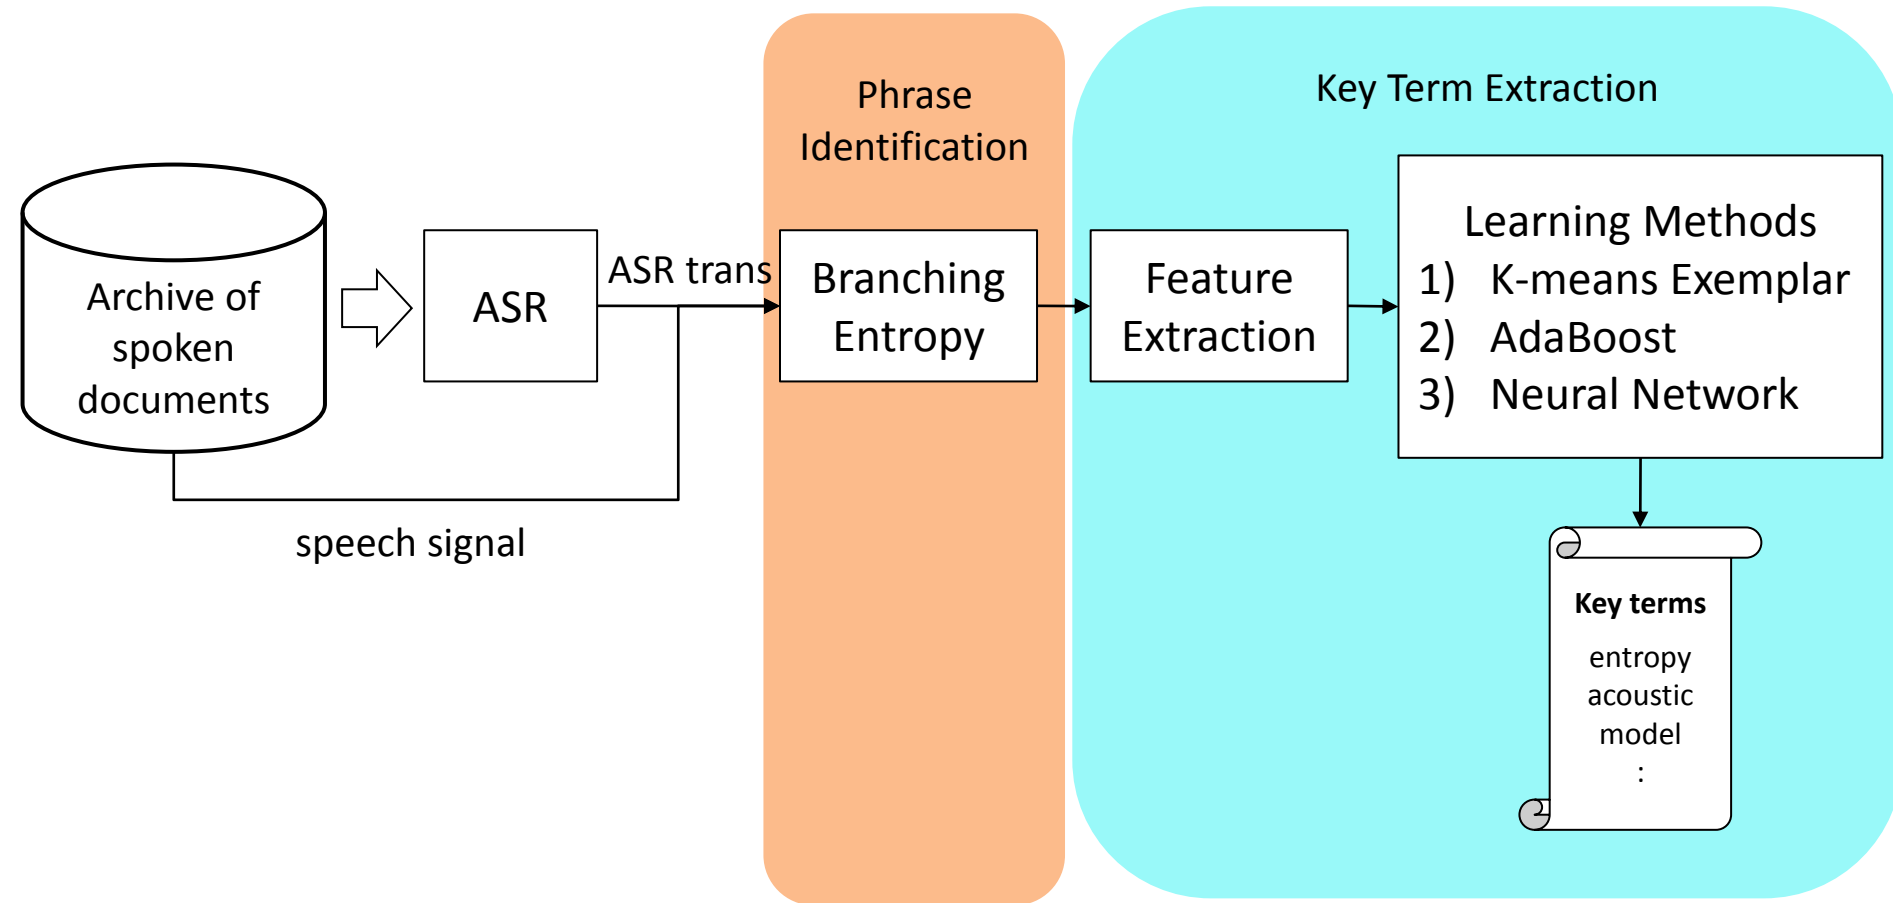 Phrase
Identification
Key Term Extraction
Archive of
spoken
documents
ASR
ASR trans
speech signal
Branching
Entropy
Feature
Extraction
Learning Methods
1) K-means Exemplar
2) AdaBoost
3) Neural Network
Key terms
entropy
acoustic
model
: